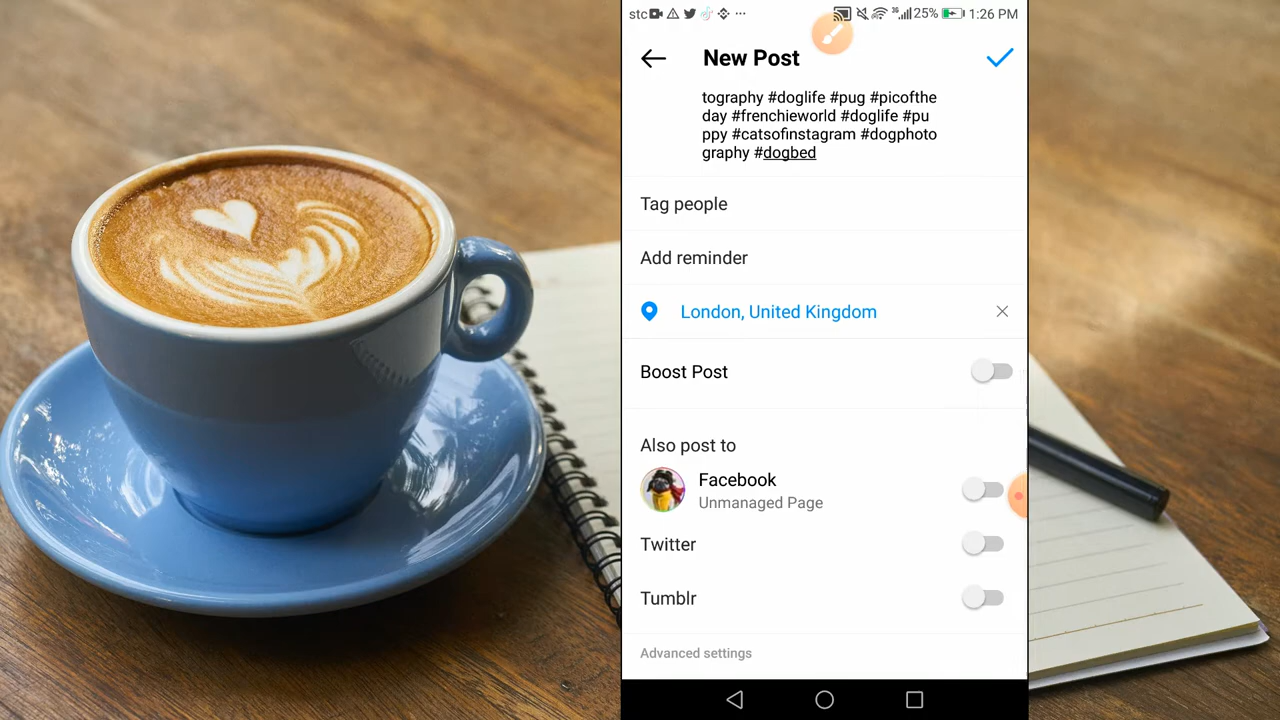 stc 3G 25% 1:26 PM
New Post
tography #doglife #pug #picofthe
day #frenchieworld #doglife #pu
ppy #catsofinstagram #dogphoto
graphy #dogbed
Tag people
Add reminder
London, United Kingdom
Boost Post
Also post to
Facebook
Unmanaged Page
Twitter
Tumblr
Advanced settings